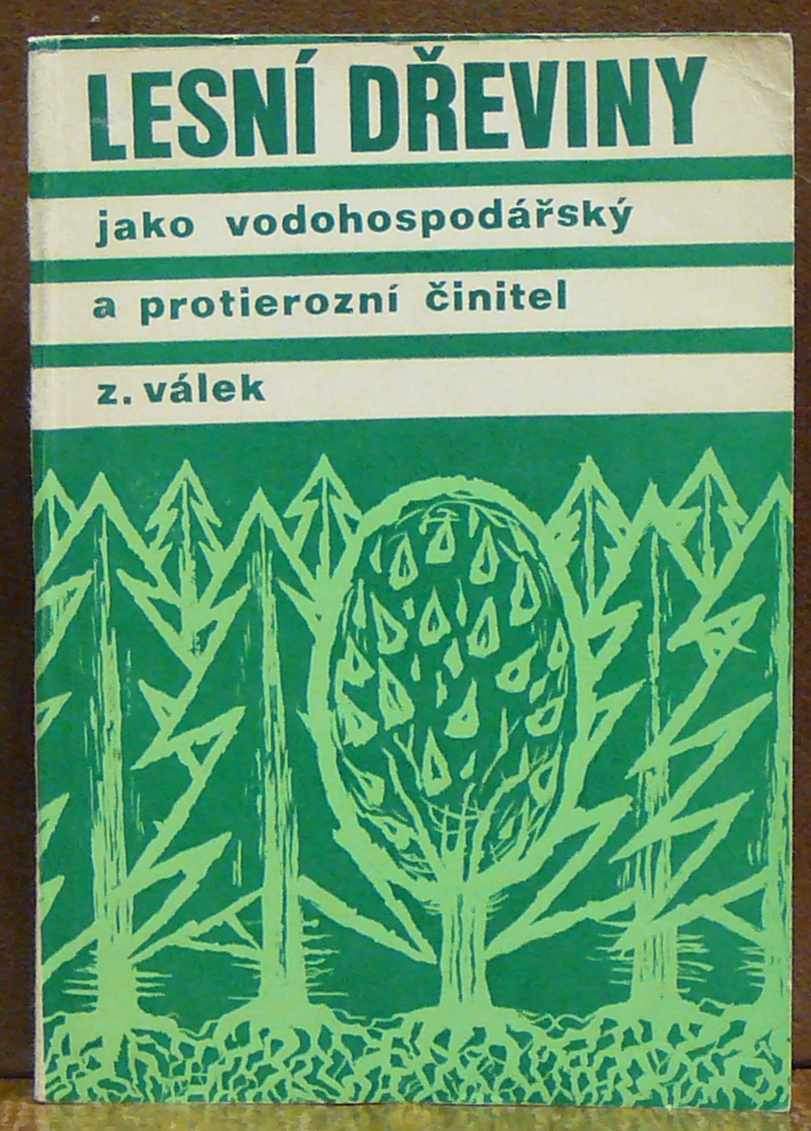 LESNÍ DŘEVINY
jako vodohospodářský
a protierozní činitel
z. válek